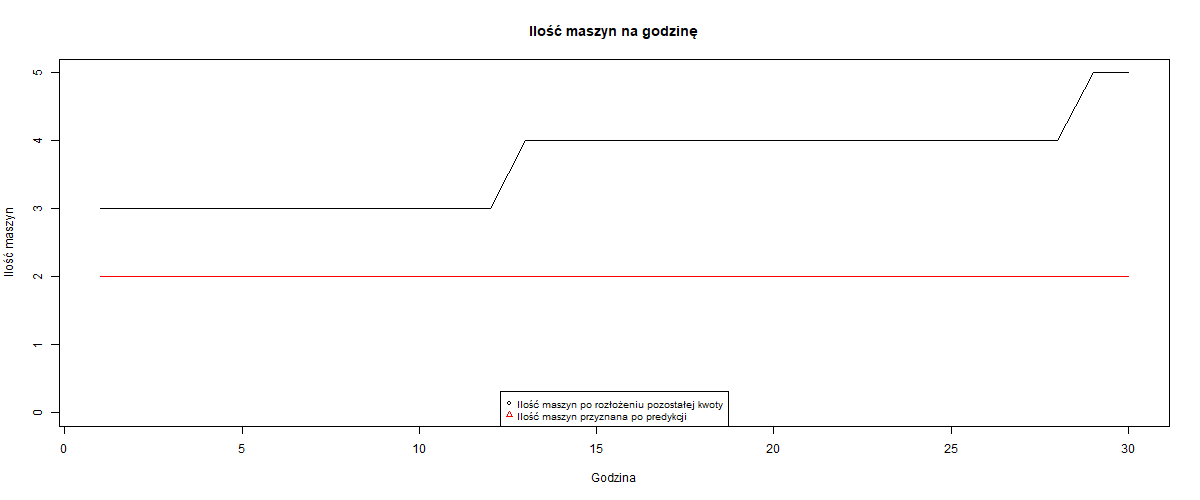 Ilość maszyn na godzinę
Ilość maszyn
5
4
3
2
1
0
Ilość maszyn po rozłożeniu pozostałej kwoty
Ilość maszyn przyznana po predykcji
0 5 10 15 20 25 30
Godzina